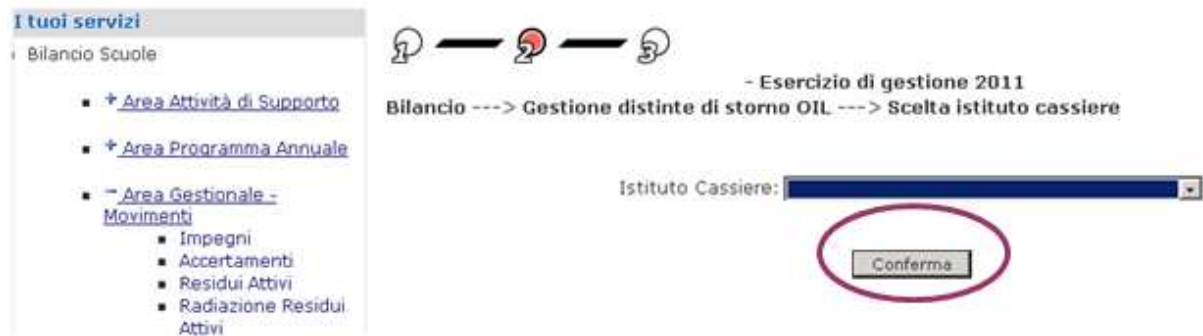 I tuoi servizi
Bilancio Scuole
+ Area Attività di Supporto
+ Area Programma Annuale
- Area Gestionale -
Movimenti
Impegni
Accertamenti
Residui Attivi
Radiazione Residui
Attivi
1 2 3
- Esercizio di gestione 2011
Bilancio ---> Gestione distinte di storno OIL ---> Scelta istituto cassiere
Istituto Cassiere:
Conferma